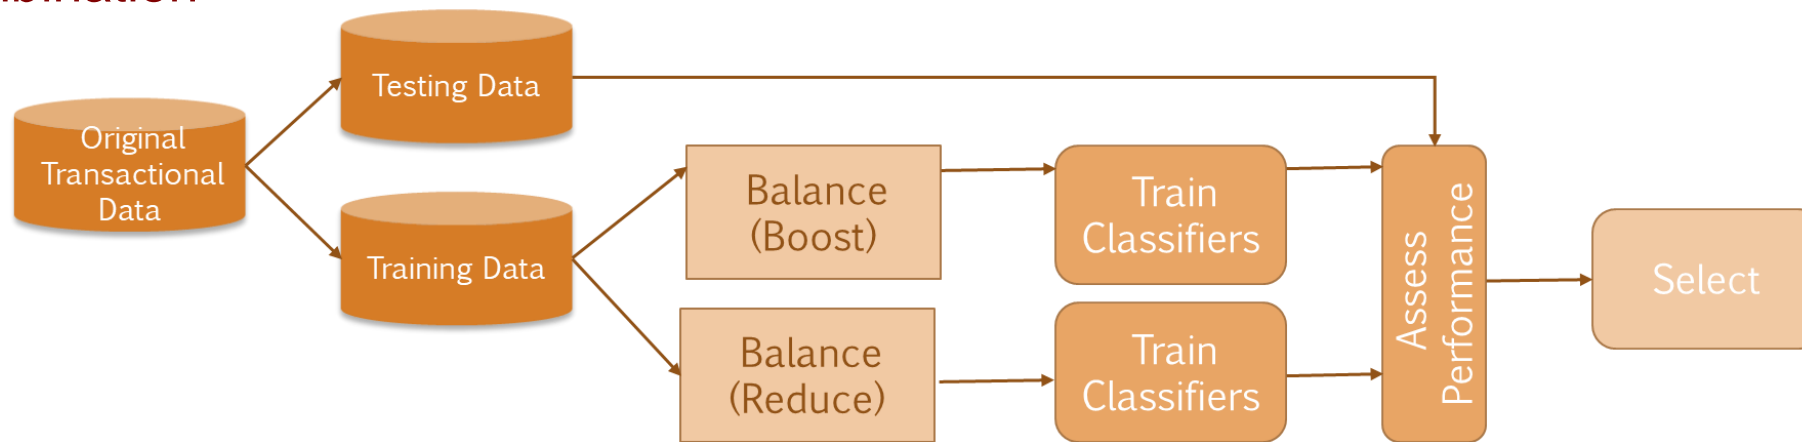 Testing Data
Original
Transactional
Data
Training Data
Balance
(Boost)
Train
Classifiers
Balance
(Reduce)
Train
Classifiers
Assess
Performance
Select